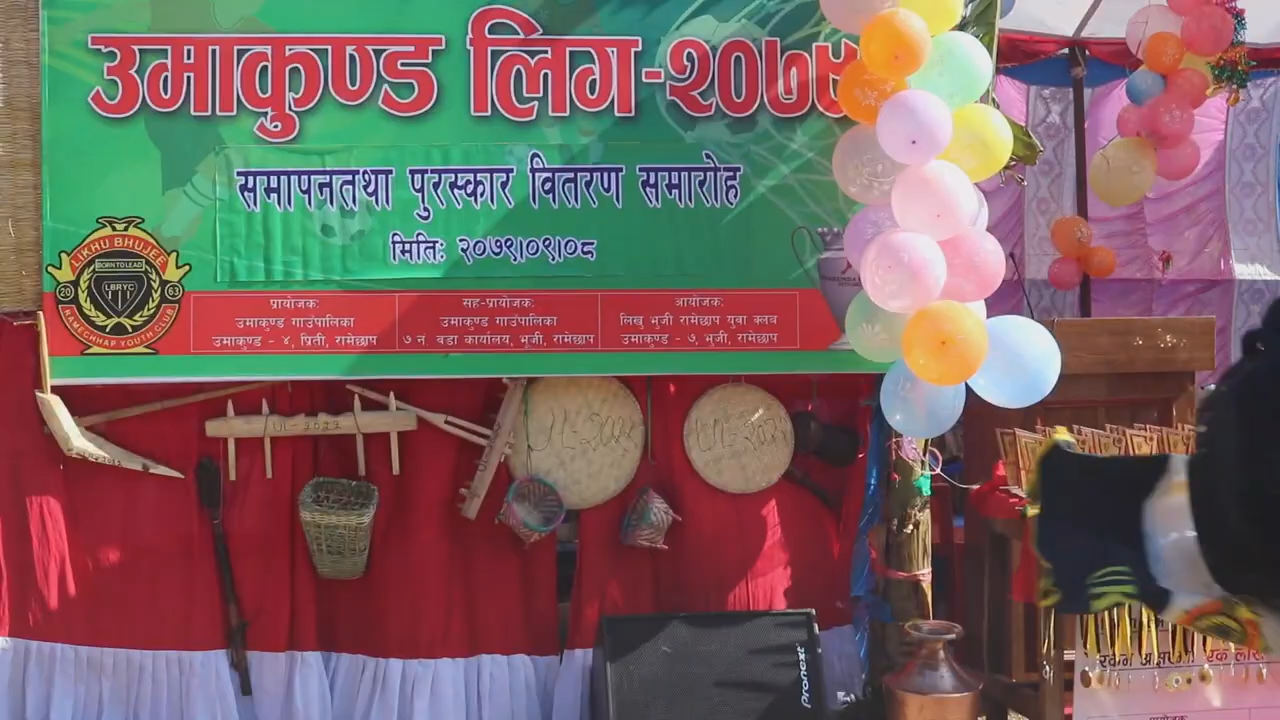 उमाकुण्ड लिग-२०७९
समापनतथा पुरस्कार वितरण समारोह
मितिः २०७९।०९।०८
LIKHU BHUJEE
BORN TO LEAD
20 LBRYC 63
RAMECHHAP YOUTH CLUB
प्रायोजकः
उमाकुण्ड गाउँपालिका
उमाकुण्ड - ४, प्रिती, रामेछाप
सह-प्रायोजकः
उमाकुण्ड गाउँपालिका
७ नं. वडा कार्यालय, भूजी, रामेछाप
आयोजकः
लिखु भुजी रामेछाप युवा क्लब
उमाकुण्ड - ७, भुजी, रामेछाप
UL-2022
UL-2022
UL-2022
pronext